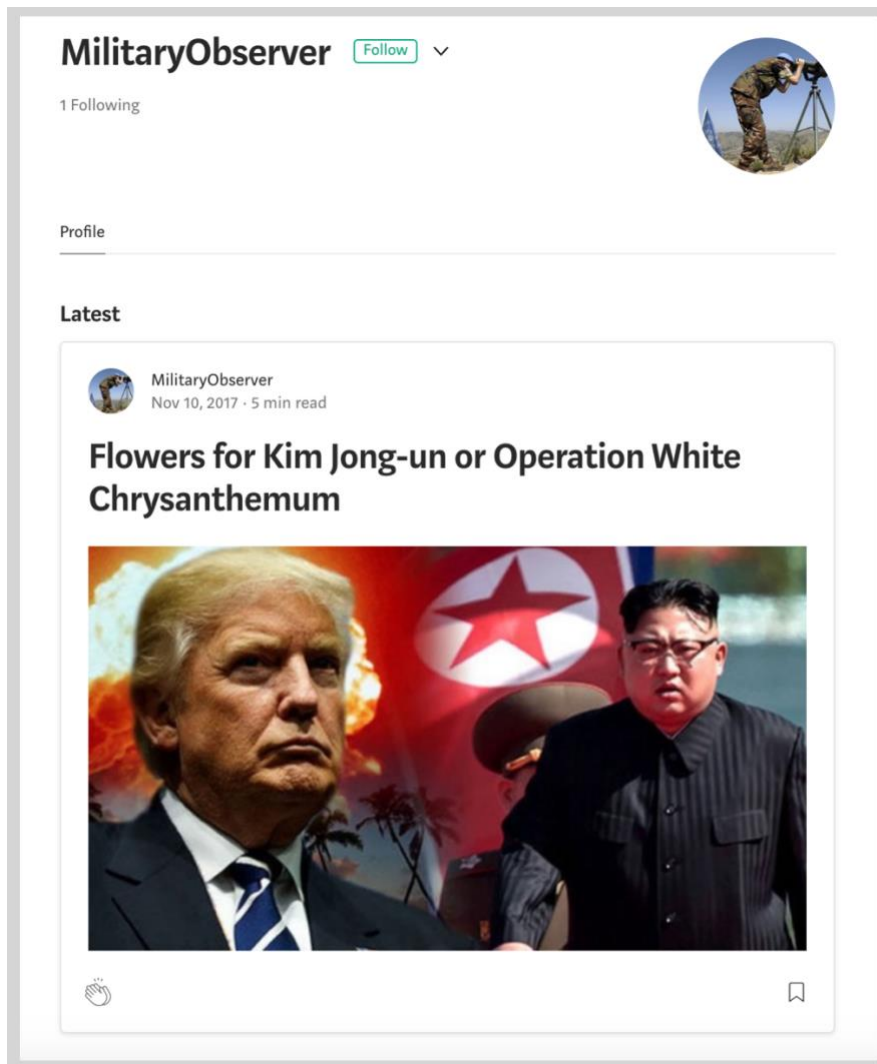 MilitaryObserver Follow
1 Following
Profile
Latest
MilitaryObserver
Nov 10, 2017 · 5 min read
Flowers for Kim Jong-un or Operation White
Chrysanthemum